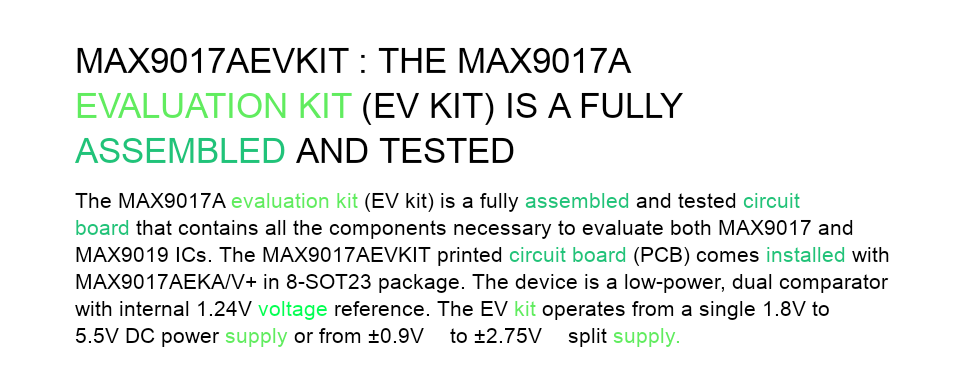 MAX9017AEVKIT : THE MAX9017A
EVALUATION KIT (EV KIT) IS A FULLY
ASSEMBLED AND TESTED
The MAX9017A evaluation kit (EV kit) is a fully assembled and tested circuit
board that contains all the components necessary to evaluate both MAX9017 and
MAX9019 ICs. The MAX9017AEVKIT printed circuit board (PCB) comes installed with
MAX9017AEKA/V+ in 8-SOT23 package. The device is a low-power, dual comparator
with internal 1.24V voltage reference. The EV kit operates from a single 1.8V to
5.5V DC power supply or from ±0.9V to ±2.75V split supply.